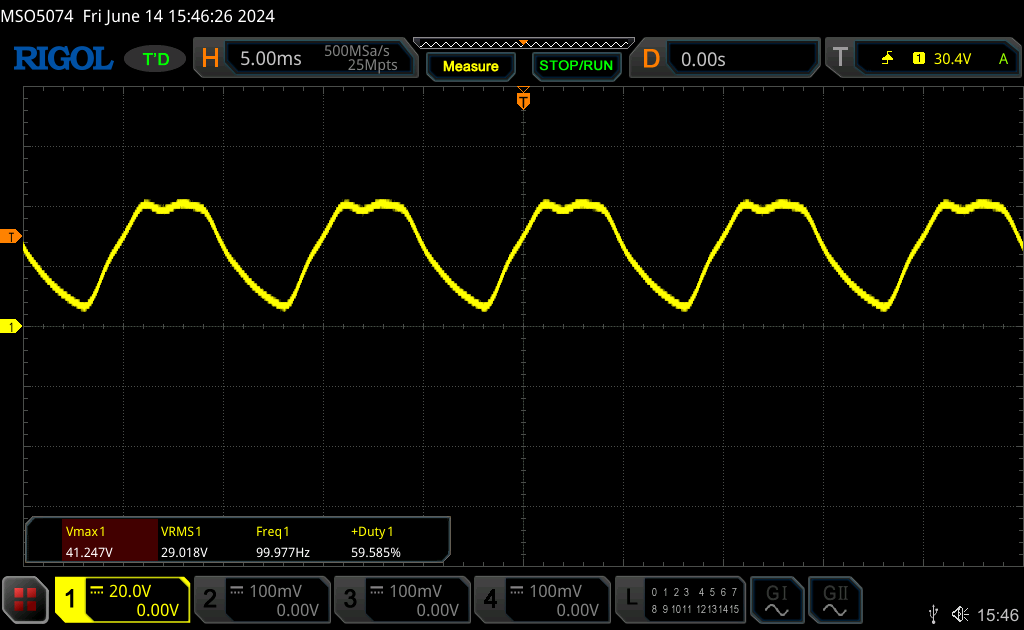 MSO5074 Fri June 14 15:46:26 2024
RIGOL T'D H 5.00ms 500MSa/s 25Mpts Measure STOP/RUN D 0.00s T 1 30.4V A
T
T
1
Vmax1 VRMS1 Freq1 +Duty1
41.247V 29.018V 99.977Hz 59.585%
1 20.0V 0.00V 2 100mV 0.00V 3 100mV 0.00V 4 100mV 0.00V L 0 1 2 3 4 5 6 7 8 9 10 11 12 13 14 15 GI GII
15:46